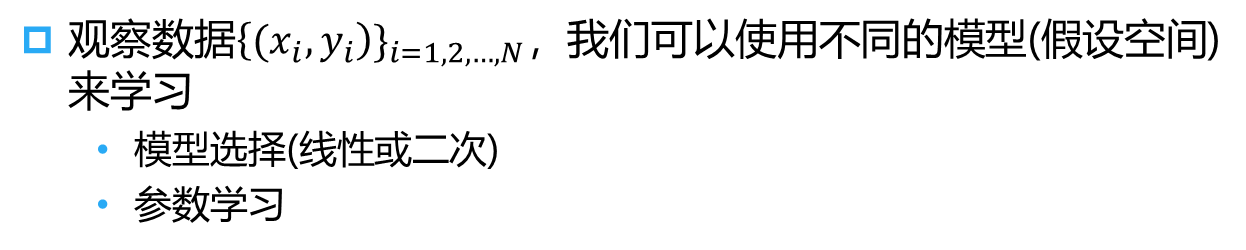 观察数据{(xᵢ, yᵢ)}ᵢ₌₁,₂,…,N，我们可以使用不同的模型(假设空间)
来学习
• 模型选择(线性或二次)
• 参数学习